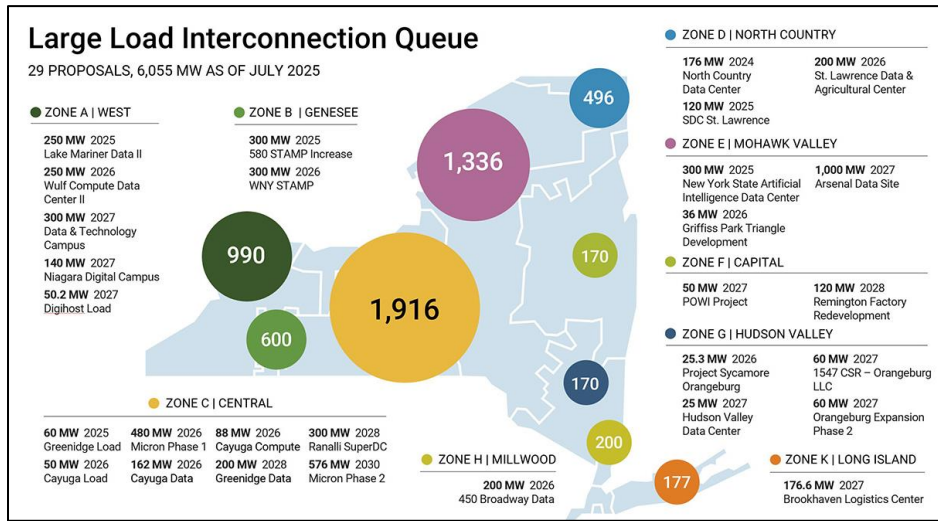 Large Load Interconnection Queue
29 PROPOSALS, 6,055 MW AS OF JULY 2025
ZONE A | WEST
250 MW 2025
Lake Mariner Data II
250 MW 2026
Wulf Compute Data
Center II
300 MW 2027
Data & Technology
Campus
140 MW 2027
Niagara Digital Campus
50.2 MW 2027
Digihost Load
ZONE B | GENESEE
300 MW 2025
580 STAMP Increase
300 MW 2026
WNY STAMP
496
1,336
990
170
1,916
600
170
200
177
ZONE C | CENTRAL
60 MW 2025
Greenidge Load
50 MW 2026
Cayuga Load
480 MW 2026
Micron Phase 1
162 MW 2026
Cayuga Data
88 MW 2026
Cayuga Compute
200 MW 2028
Greenidge Data
300 MW 2028
Ranalli SuperDC
576 MW 2030
Micron Phase 2
ZONE D | NORTH COUNTRY
176 MW 2024
North Country
Data Center
120 MW 2025
SDC St. Lawrence
200 MW 2026
St. Lawrence Data &
Agricultural Center
ZONE E | MOHAWK VALLEY
300 MW 2025
New York State Artificial
Intelligence Data Center
36 MW 2026
Griffiss Park Triangle
Development
1,000 MW 2027
Arsenal Data Site
ZONE F | CAPITAL
50 MW 2027
POWI Project
120 MW 2028
Remington Factory
Redevelopment
ZONE G | HUDSON VALLEY
25.3 MW 2026
Project Sycamore
Orangeburg
25 MW 2027
Hudson Valley
Data Center
60 MW 2027
1547 CSR – Orangeburg
LLC
60 MW 2027
Orangeburg Expansion
Phase 2
ZONE H | MILLWOOD
200 MW 2026
450 Broadway Data
ZONE K | LONG ISLAND
176.6 MW 2027
Brookhaven Logistics Center